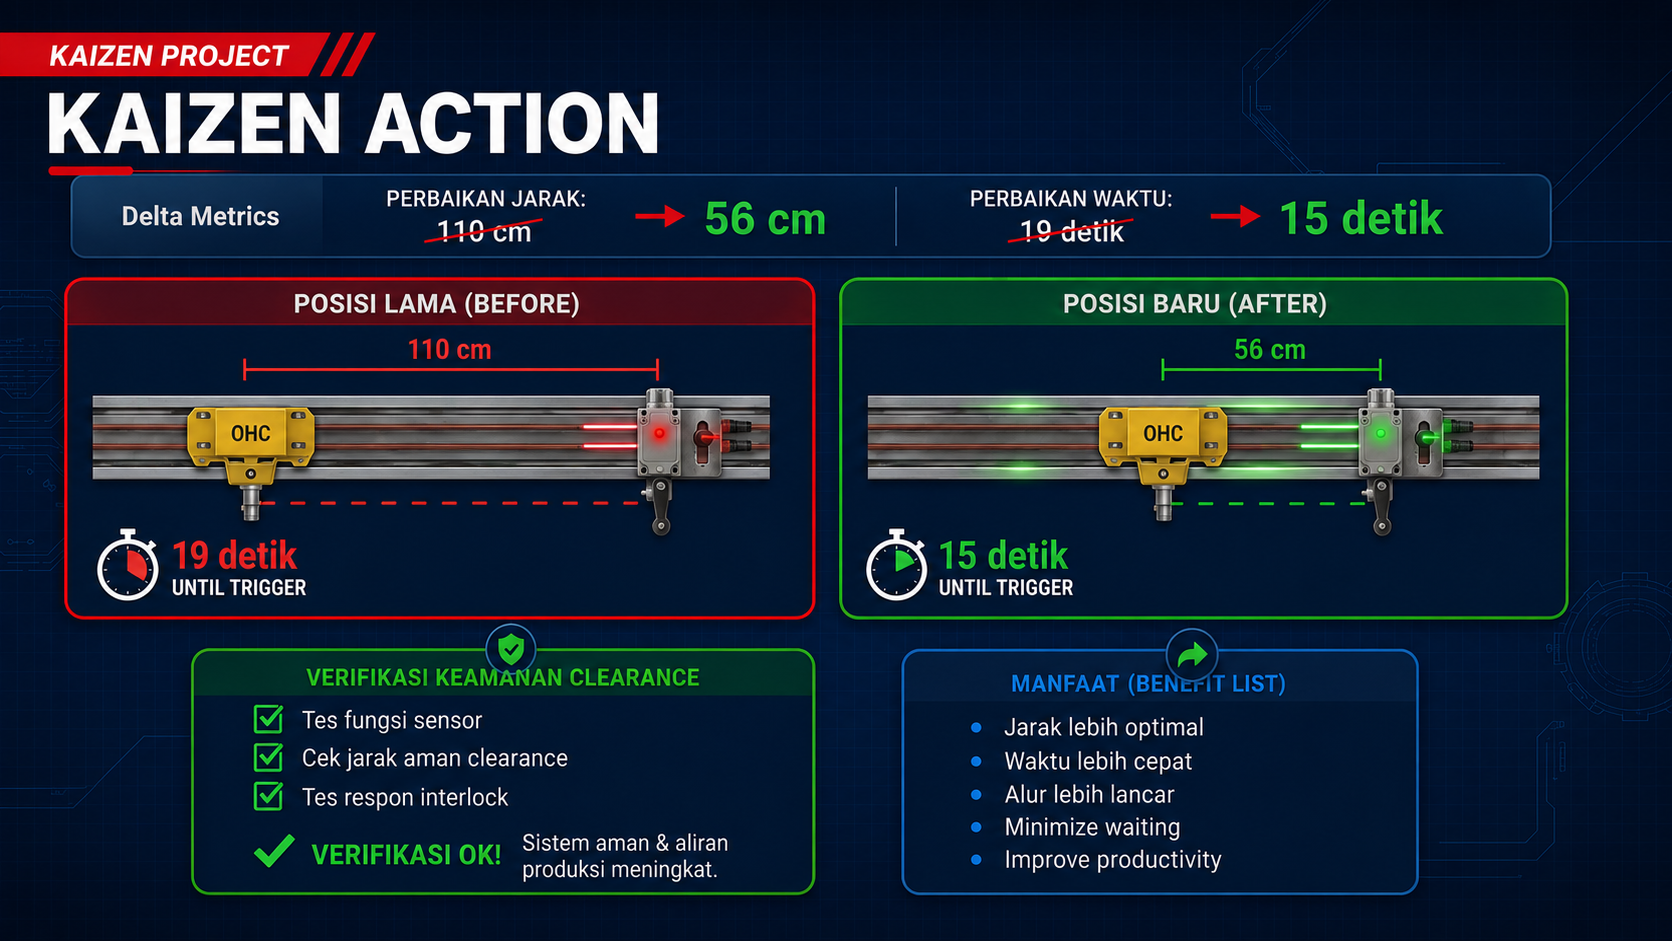 KAIZEN PROJECT
KAIZEN ACTION
Delta Metrics
PERBAIKAN JARAK:
110 cm
56 cm
PERBAIKAN WAKTU:
19 detik
15 detik
POSISI LAMA (BEFORE)
110 cm
OHC
19 detik
UNTIL TRIGGER
POSISI BARU (AFTER)
56 cm
OHC
15 detik
UNTIL TRIGGER
VERIFIKASI KEAMANAN CLEARANCE
Tes fungsi sensor
Cek jarak aman clearance
Tes respon interlock
VERIFIKASI OK!
Sistem aman & aliran
produksi meningkat.
MANFAAT (BENEFIT LIST)
Jarak lebih optimal
Waktu lebih cepat
Alur lebih lancar
Minimize waiting
Improve productivity